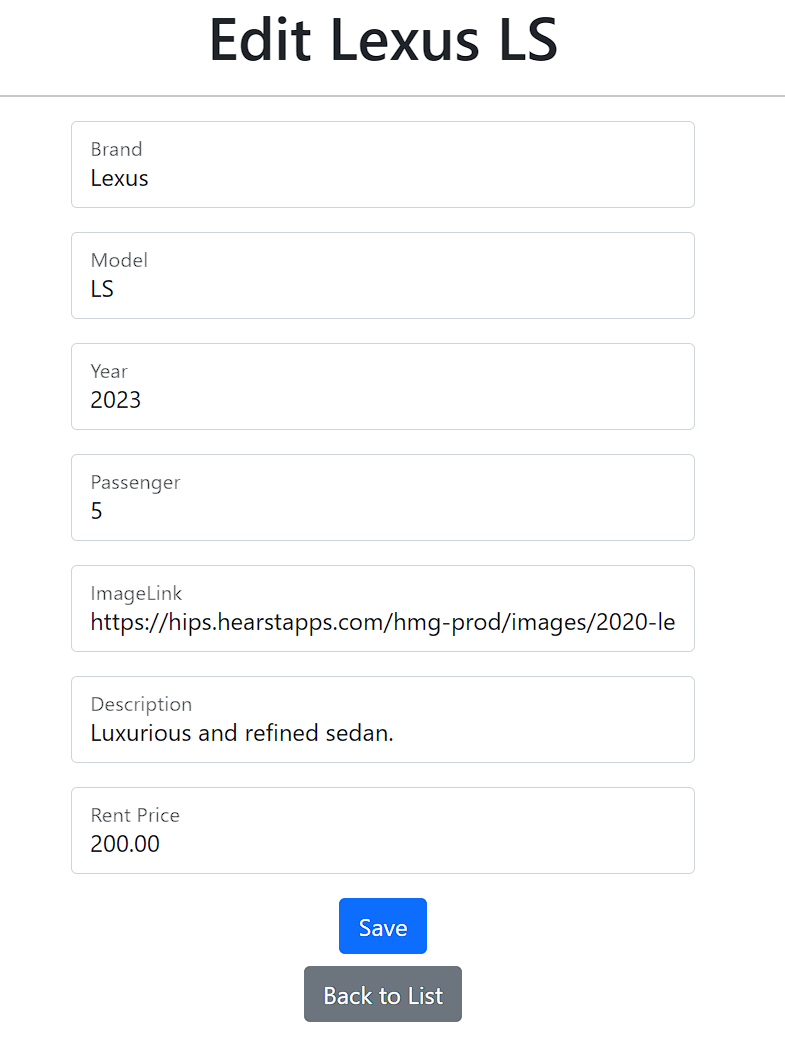 Edit Lexus LS
Brand
Lexus
Model
LS
Year
2023
Passenger
5
ImageLink
https://hips.hearstapps.com/hmg-prod/images/2020-le
Description
Luxurious and refined sedan.
Rent Price
200.00
Save
Back to List